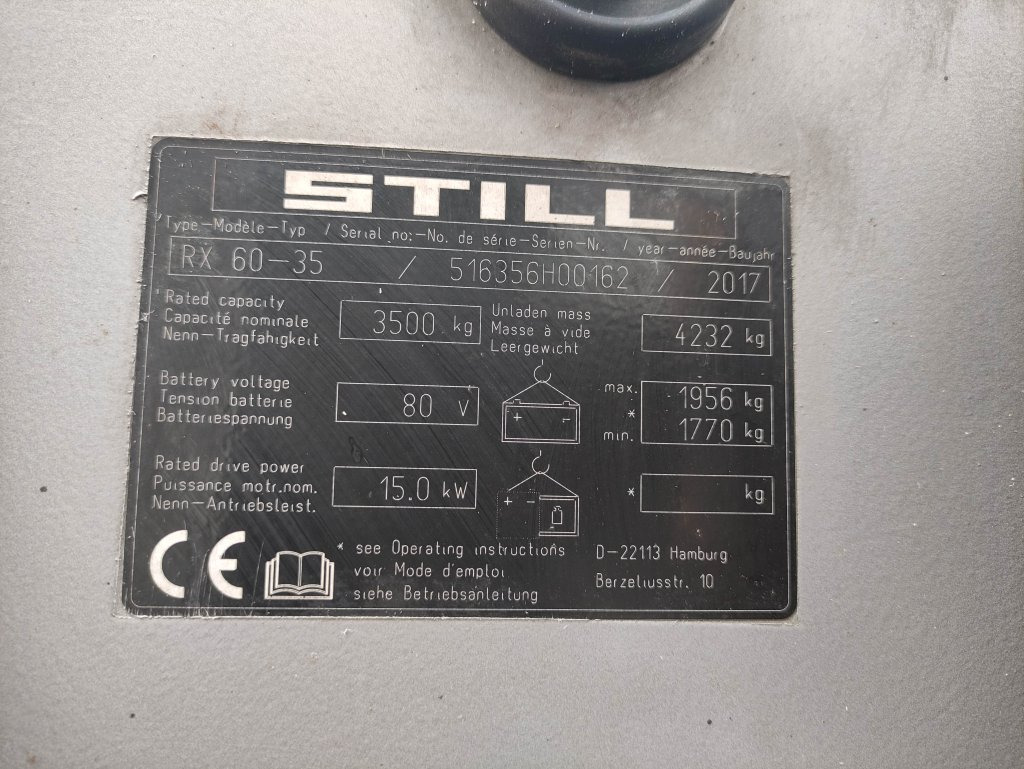 STILL
Type-Modèle-Typ / Serial no:-No. de série-Serien-Nr. / year-année-Baujahr
RX 60-35 / 516356H00162 / 2017
Rated capacity
Capacité nominale
Nenn-Tragfähigkeit
3500 kg
Unladen mass
Masse à vide
Leergewicht
4232 kg
Battery voltage
Tension batterie
Batteriespannung
80 V
+ -
max. 1956 kg
*
min. 1770 kg
Rated drive power
Puissance motr.nom.
Nenn-Antriebsleist.
15.0 kW
+ -
* kg
CE
* see Operating instructions
voir Mode d'emploi
siehe Betriebsanleitung
D-22113 Hamburg
Berzeliusstr. 10